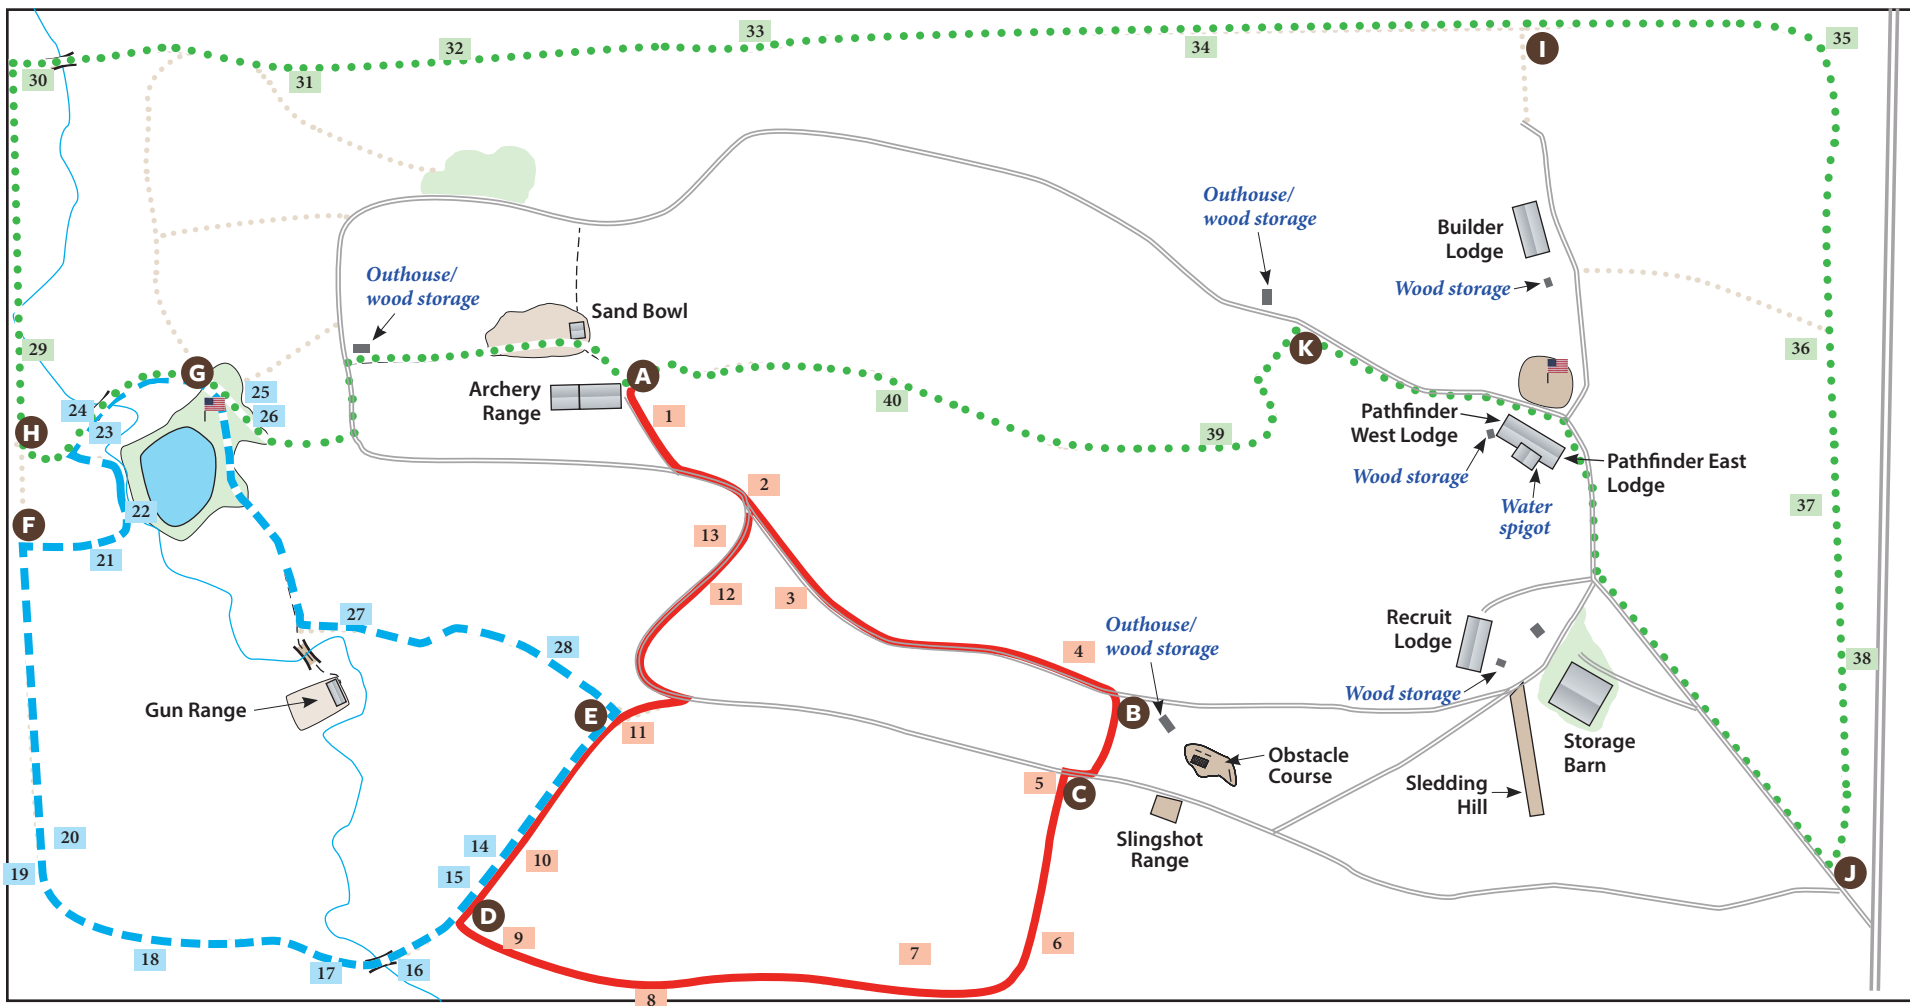 33
35
32
34
I
31
30
Outhouse/
wood storage
Builder
Lodge
Outhouse/
wood storage
Wood storage
Sand Bowl
29
K
36
G
A
Archery
Range
25
40
24
26
1
Pathfinder
West Lodge
H
23
39
Pathfinder East
Lodge
Wood storage
2
22
Water
spigot
37
F
13
21
12
3
27
Recruit
Lodge
Outhouse/
wood storage
28
4
38
Wood storage
Gun Range
E
B
11
Storage
Barn
Obstacle
Course
5
C
Sledding
Hill
20
Slingshot
Range
14
10
19
15
J
D
9
6
7
18
17
16
8